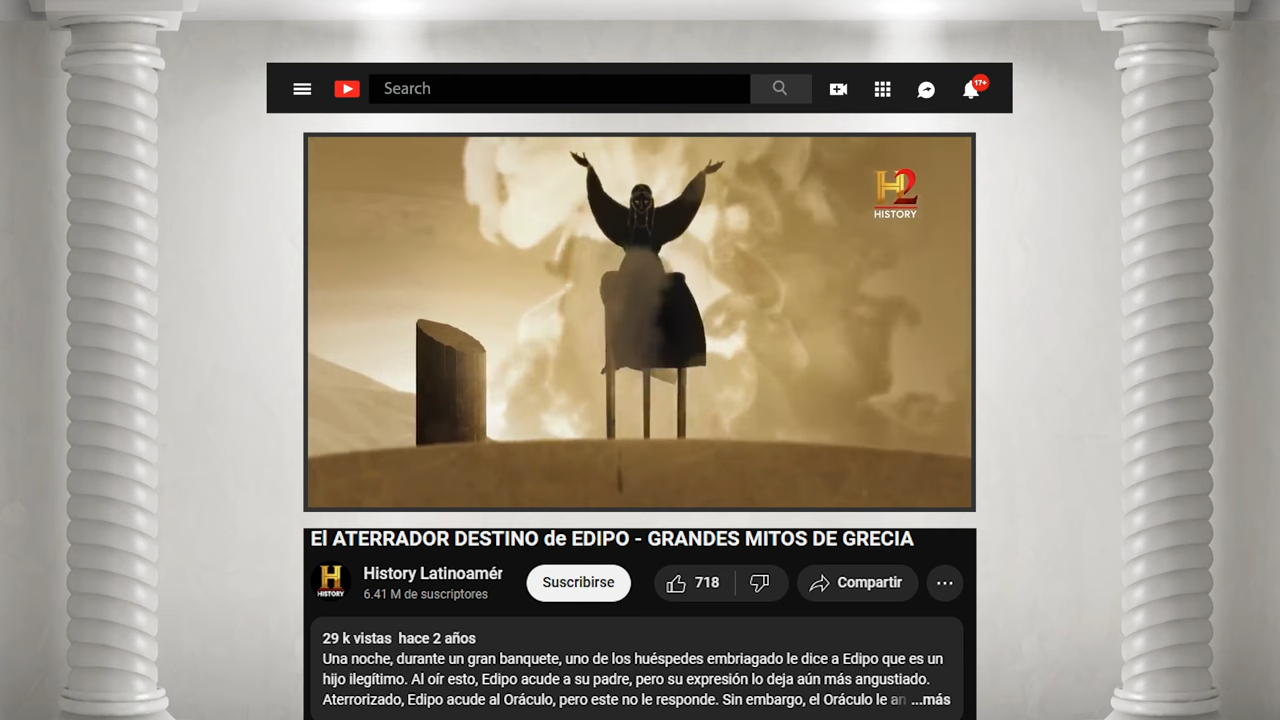 Search
17+
H2
HISTORY
El ATERRADOR DESTINO de EDIPO - GRANDES MITOS DE GRECIA
H
HISTORY
History Latinoamér
6.41 M de suscriptores
Suscribirse
718
Compartir
29 k vistas hace 2 años
Una noche, durante un gran banquete, uno de los huéspedes embriagado le dice a Edipo que es un
hijo ilegítimo. Al oír esto, Edipo acude a su padre, pero su expresión lo deja aún más angustiado.
Aterrorizado, Edipo acude al Oráculo, pero este no le responde. Sin embargo, el Oráculo le an ...más